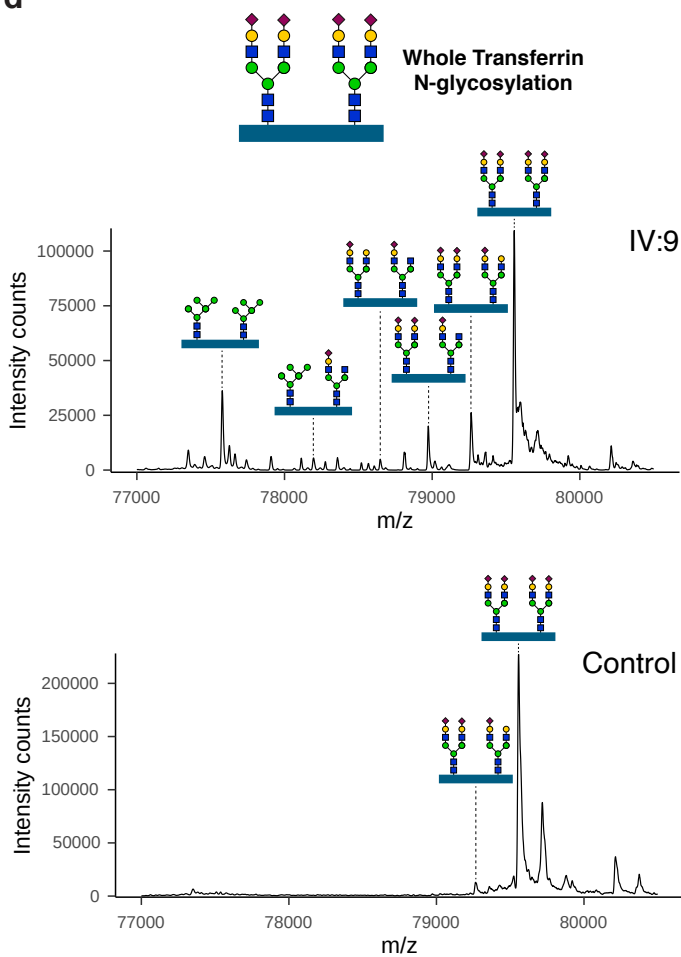 d
Whole Transferrin
N-glycosylation
IV:9
Intensity counts
100000
75000
50000
25000
0
77000 78000 79000 80000
m/z
Control
Intensity counts
200000
150000
100000
50000
0
77000 78000 79000 80000
m/z